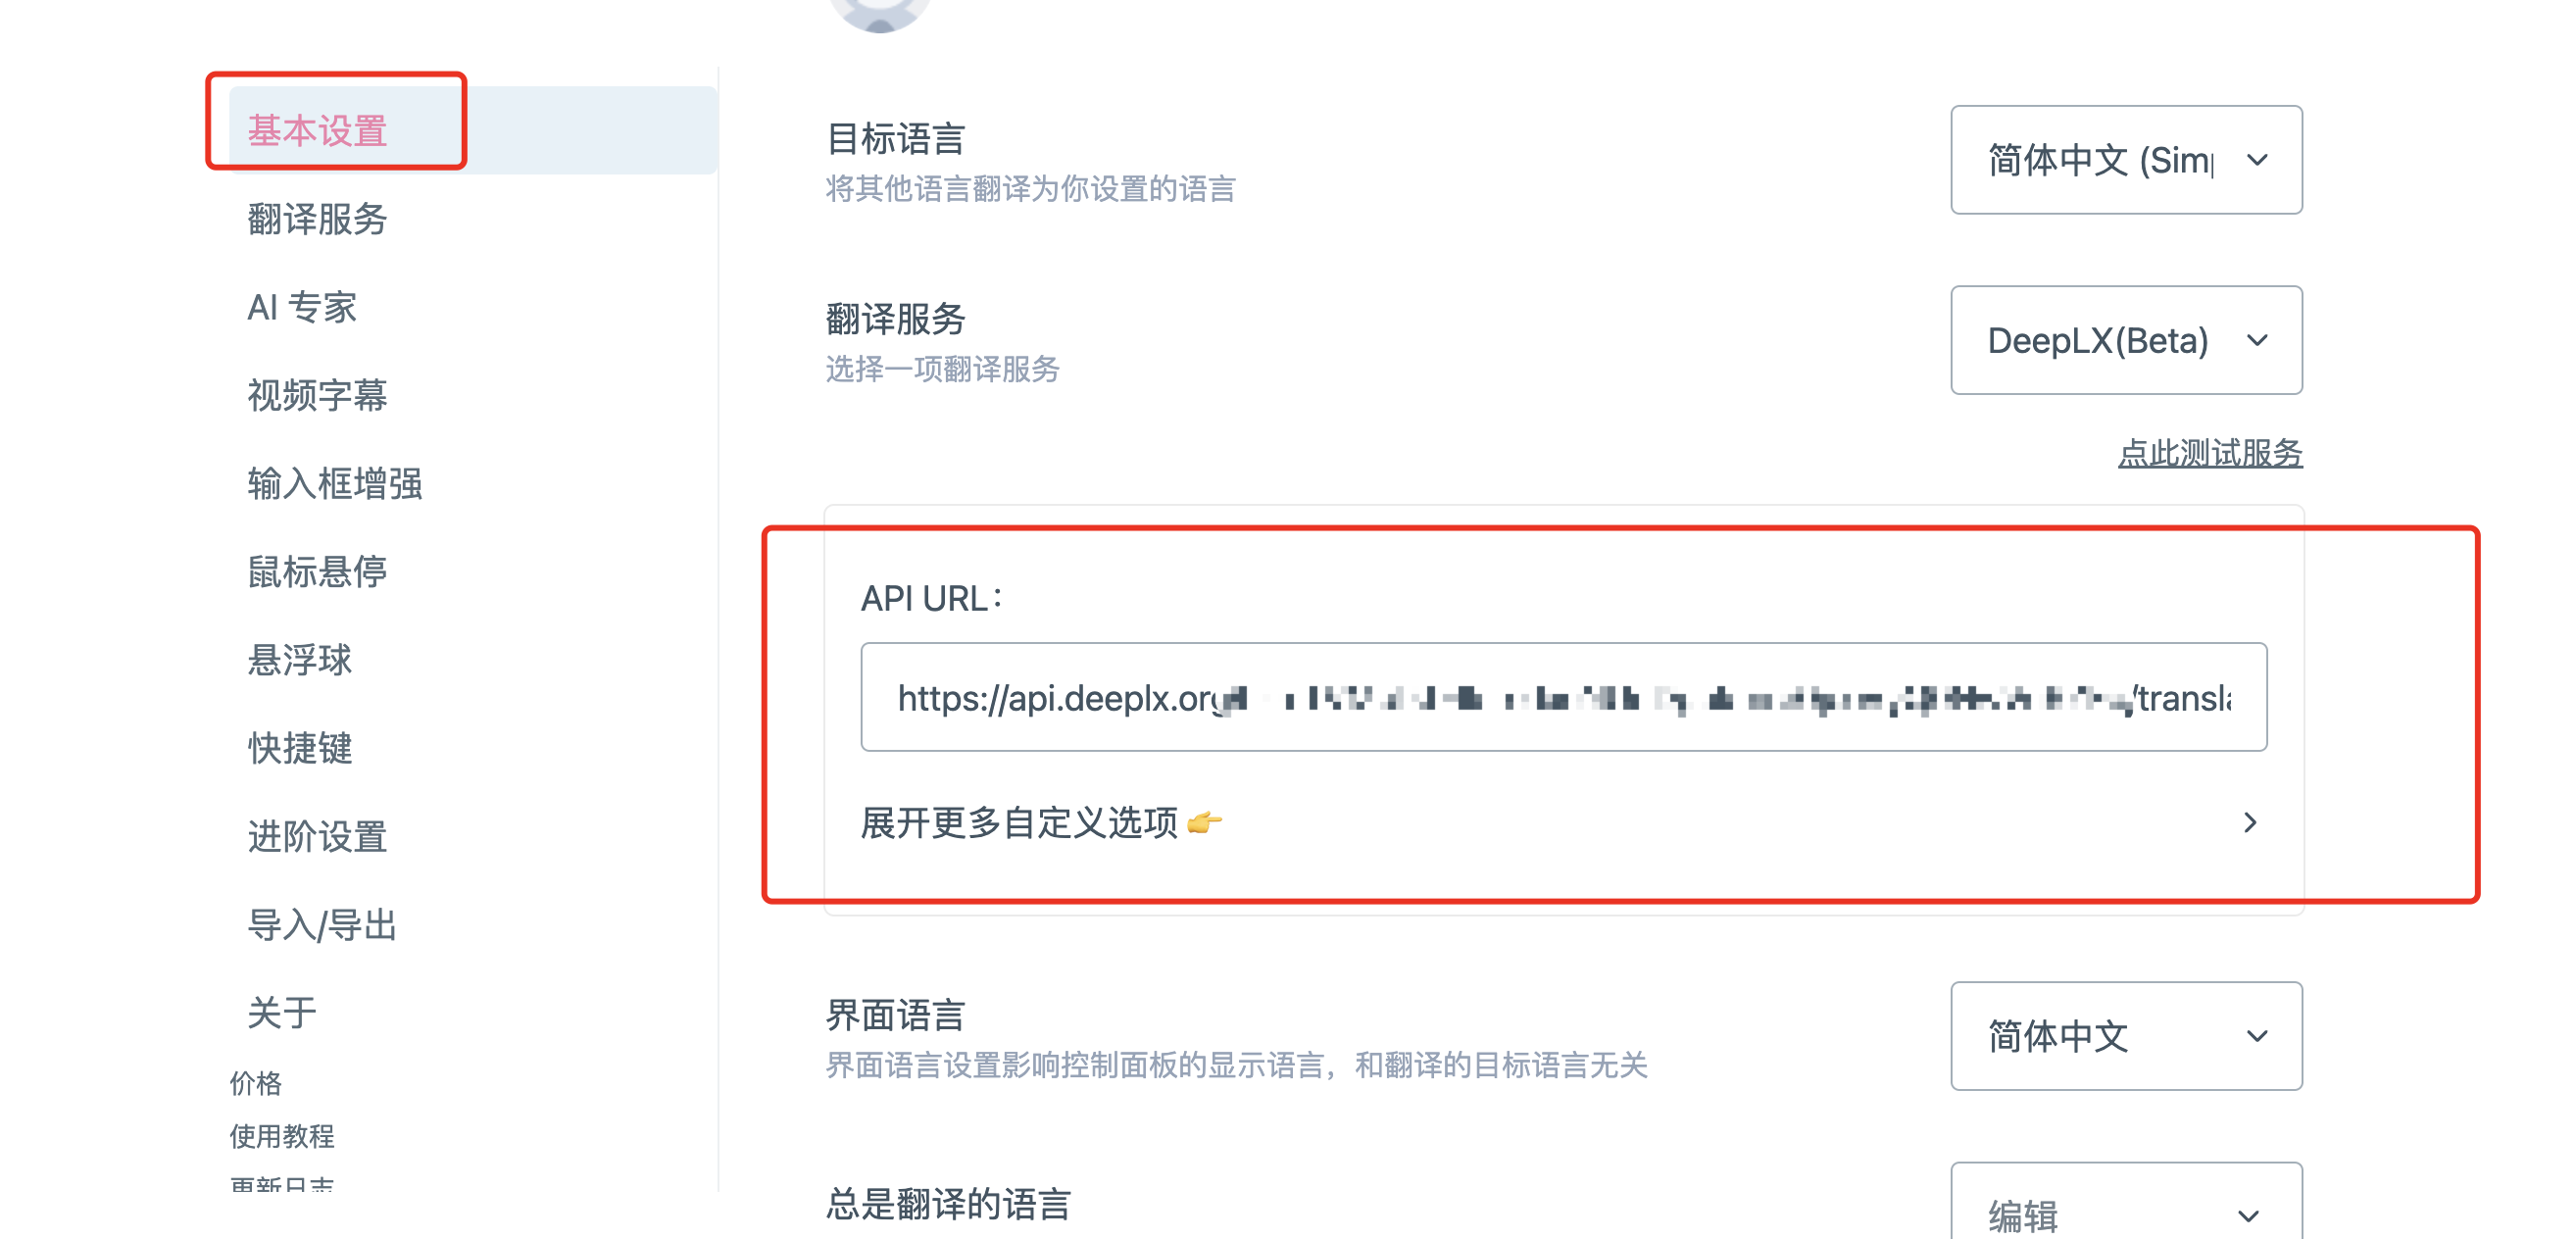 基本设置
翻译服务
AI 专家
视频字幕
输入框增强
鼠标悬停
悬浮球
快捷键
进阶设置
导入/导出
关于
价格
使用教程
更新日志
目标语言
将其他语言翻译为你设置的语言
简体中文 (Sim
翻译服务
选择一项翻译服务
DeepLX(Beta)
点此测试服务
API URL:
https://api.deeplx.org /transla
展开更多自定义选项👉
界面语言
界面语言设置影响控制面板的显示语言，和翻译的目标语言无关
简体中文
总是翻译的语言
编辑